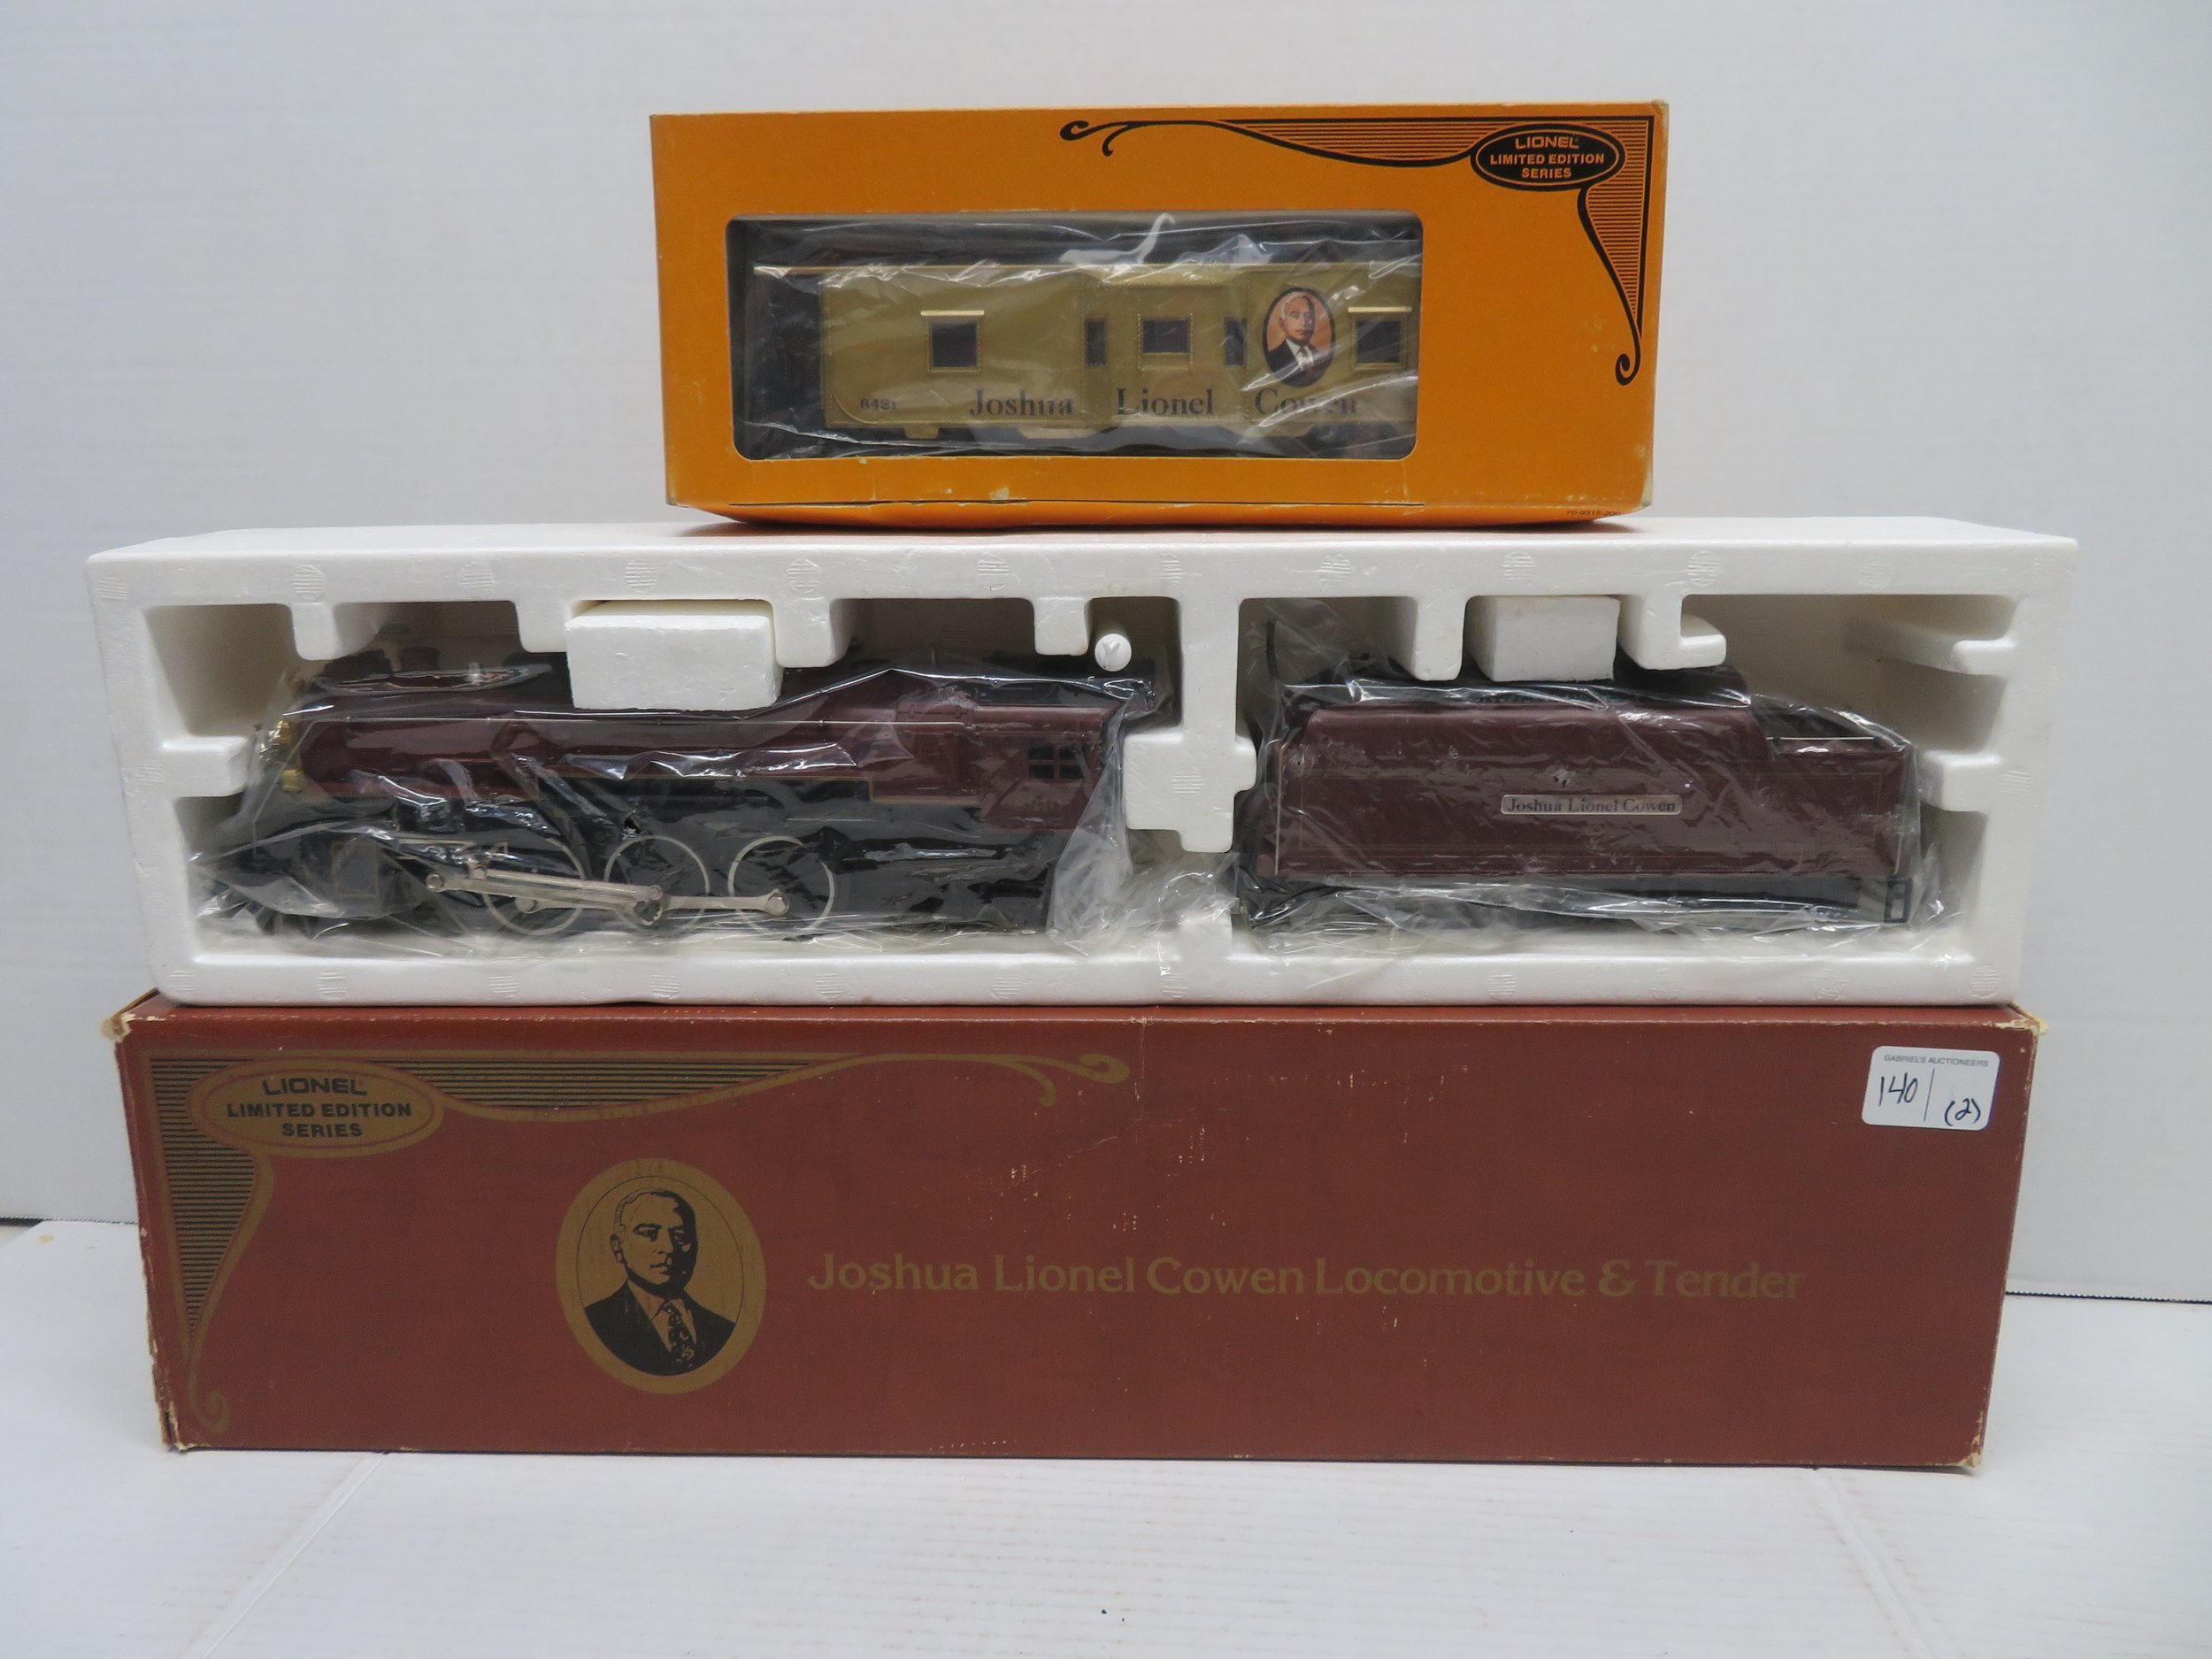 LIONEL
LIMITED EDITION
SERIES
6421
Joshua Lionel Cowen
Joshua Lionel Cowen
LIONEL
LIMITED EDITION
SERIES
GABRIEL'S AUCTIONEERS
140 (2)
Joshua Lionel Cowen Locomotive & Tender